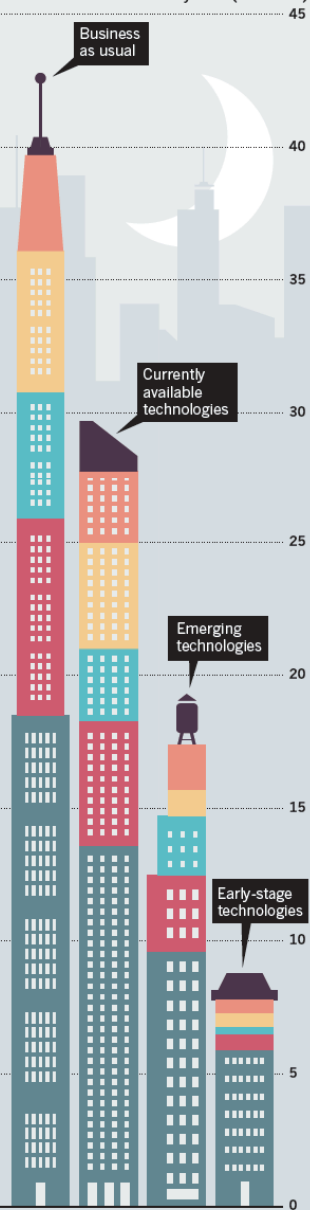 45
Business
as usual
40
35
Currently
available
technologies
30
25
Emerging
technologies
20
15
Early-stage
technologies
10
5
0